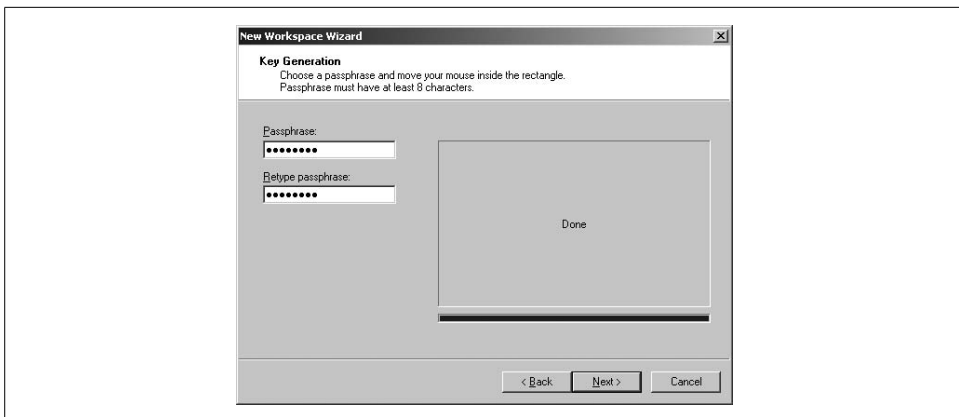 New Workspace Wizard
Key Generation
Choose a passphrase and move your mouse inside the rectangle.
Passphrase must have at least 8 characters.
Passphrase:
••••••••
Retype passphrase:
••••••••
Done
< Back
Next >
Cancel